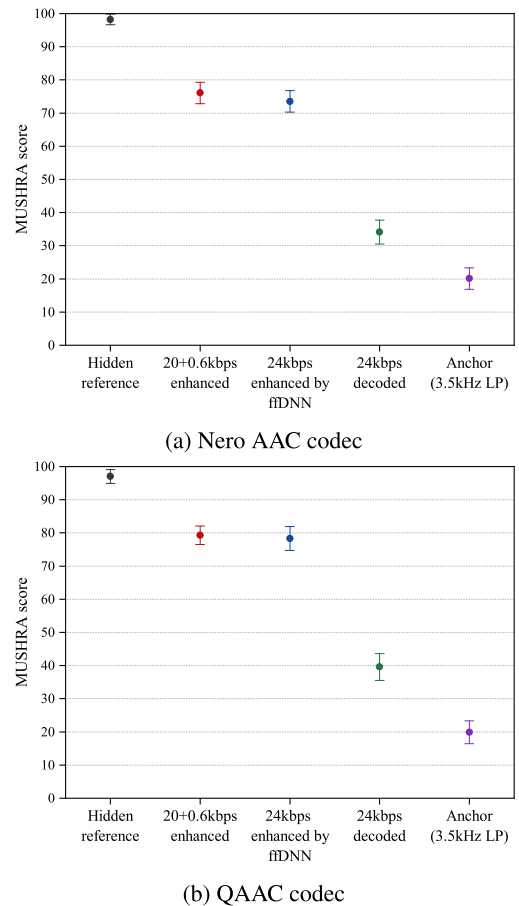 100
90
80
70
60
50
40
30
20
10
0
MUSHRA score
Hidden reference
20+0.6kbps enhanced
24kbps enhanced by ffDNN
24kbps decoded
Anchor (3.5kHz LP)
(a) Nero AAC codec
100
90
80
70
60
50
40
30
20
10
0
MUSHRA score
Hidden reference
20+0.6kbps enhanced
24kbps enhanced by ffDNN
24kbps decoded
Anchor (3.5kHz LP)
(b) QAAC codec